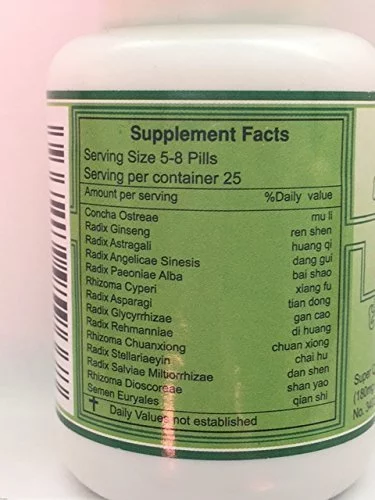 Supplement Facts
Serving Size 5-8 Pills
Serving per container 25
Amount per serving %Daily value
Concha Ostreae mu li
Radix Ginseng ren shen
Radix Astragali huang qi
Radix Angelicae Sinesis dang gui
Radix Paeoniae Alba bai shao
Rhizoma Cyperi xiang fu
Radix Asparagi tian dong
Radix Glycyrrhizae gan cao
Radix Rehmanniae di huang
Rhizoma Chuanxiong chuan xiong
Radix Stellariaeyin chai hu
Radix Salviae Miltiorrhizae dan shen
Rhizoma Dioscoreae shan yao
Semen Euryales qian shi
† Daily Values not established
Super
(180mg
No.